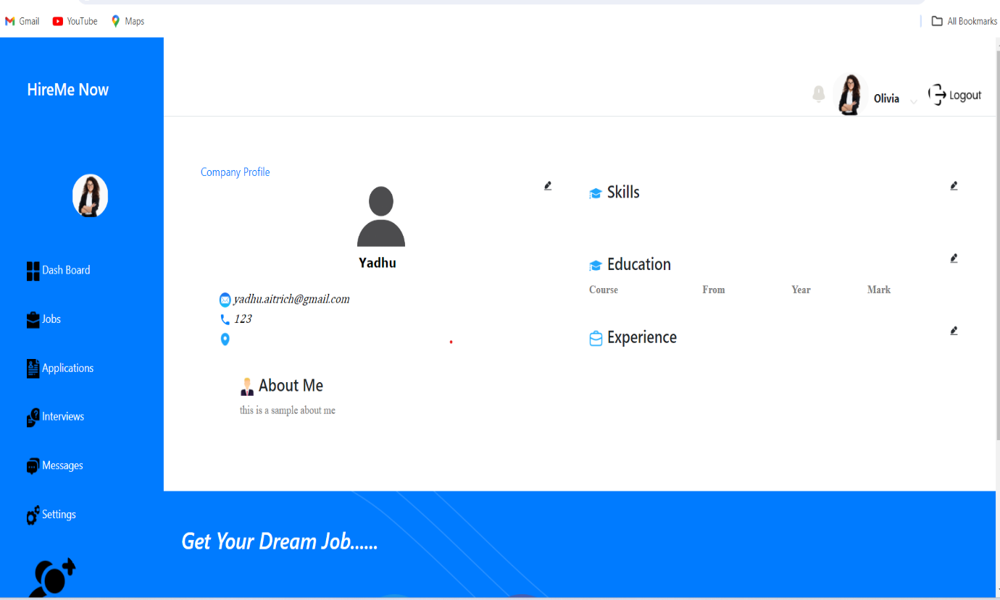 Gmail YouTube Maps All Bookmarks
HireMe Now
Olivia Logout
Company Profile
Yadhu
yadhu.aitrich@gmail.com
123
About Me
this is a sample about me
Skills
Education
Course From Year Mark
Experience
Dash Board
Jobs
Applications
Interviews
Messages
Settings
Get Your Dream Job......